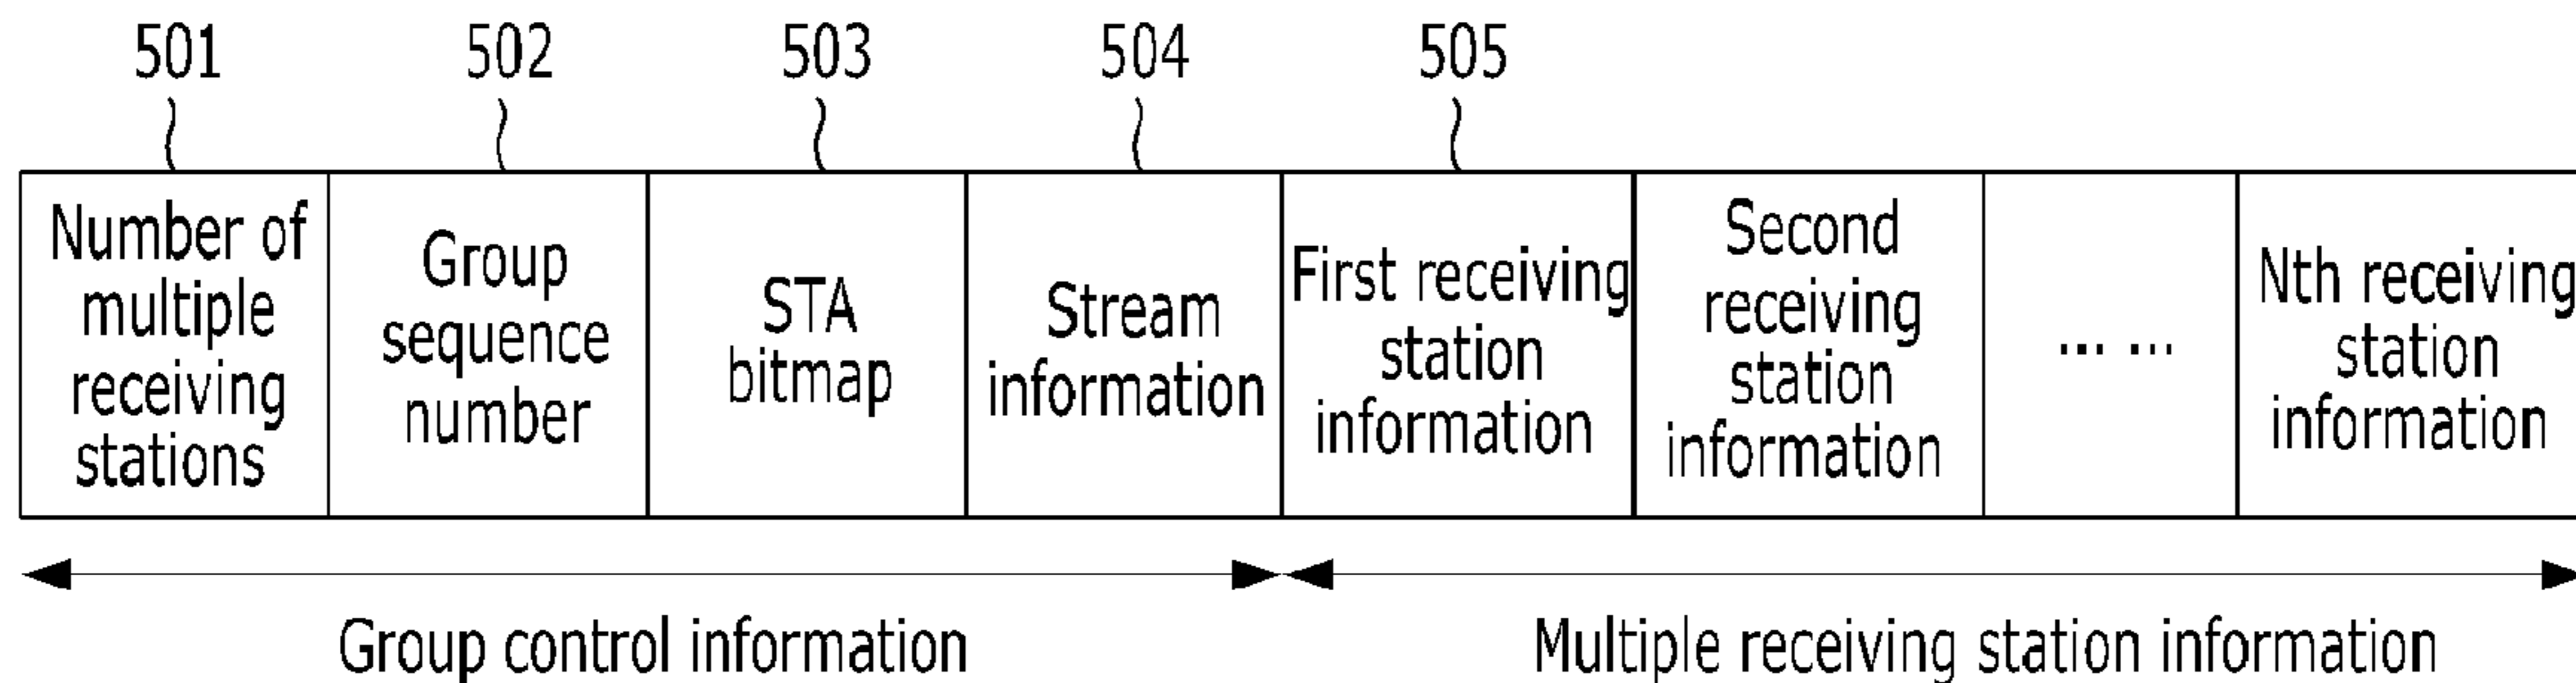 501 502 503 504 505
Number of
multiple
receiving
stations
Group
sequence
number
STA
bitmap
Stream
information
First receiving
station
information
Second
receiving
station
information
... ...
Nth receiving
station
information
Group control information
Multiple receiving station information